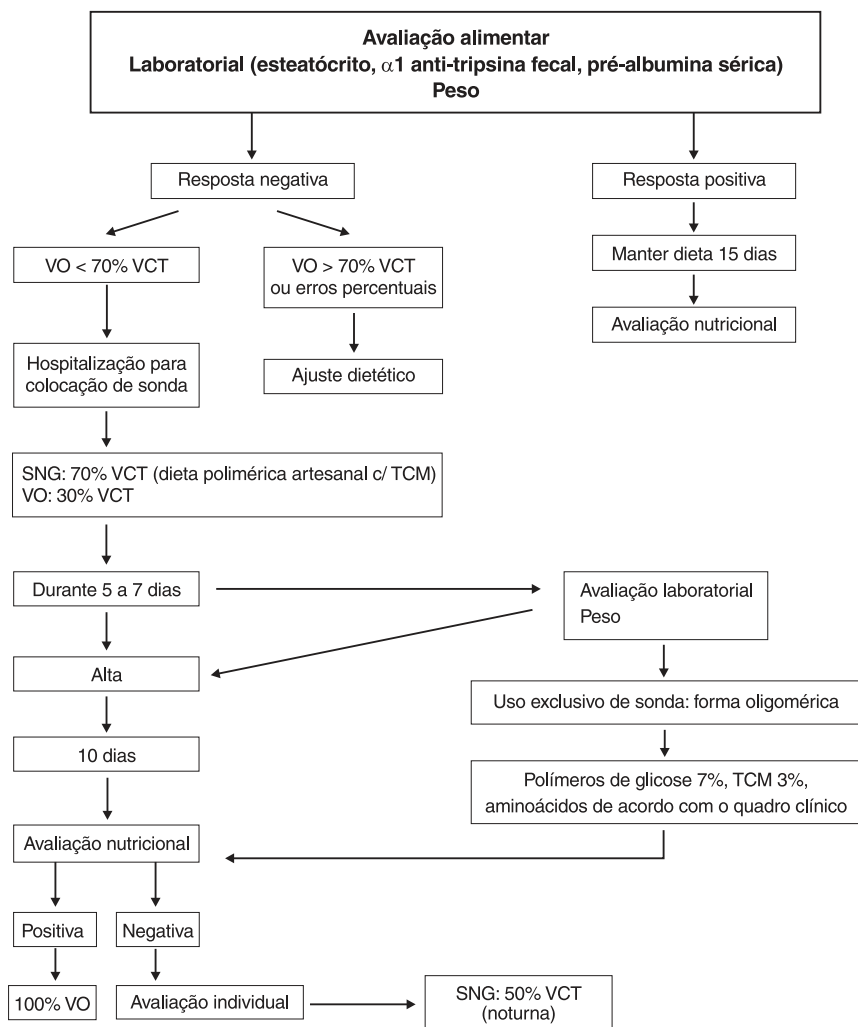 Avaliação alimentar
Laboratorial (esteatócrito, α1 anti-tripsina fecal, pré-albumina sérica)
Peso
Resposta negativa
Resposta positiva
VO < 70% VCT
VO > 70% VCT
ou erros percentuais
Manter dieta 15 dias
Avaliação nutricional
Hospitalização para
colocação de sonda
Ajuste dietético
SNG: 70% VCT (dieta polimérica artesanal c/ TCM)
VO: 30% VCT
Durante 5 a 7 dias
Avaliação laboratorial
Peso
Alta
Uso exclusivo de sonda: forma oligomérica
10 dias
Polímeros de glicose 7%, TCM 3%,
aminoácidos de acordo com o quadro clínico
Avaliação nutricional
Positiva
Negativa
100% VO
Avaliação individual
SNG: 50% VCT
(noturna)